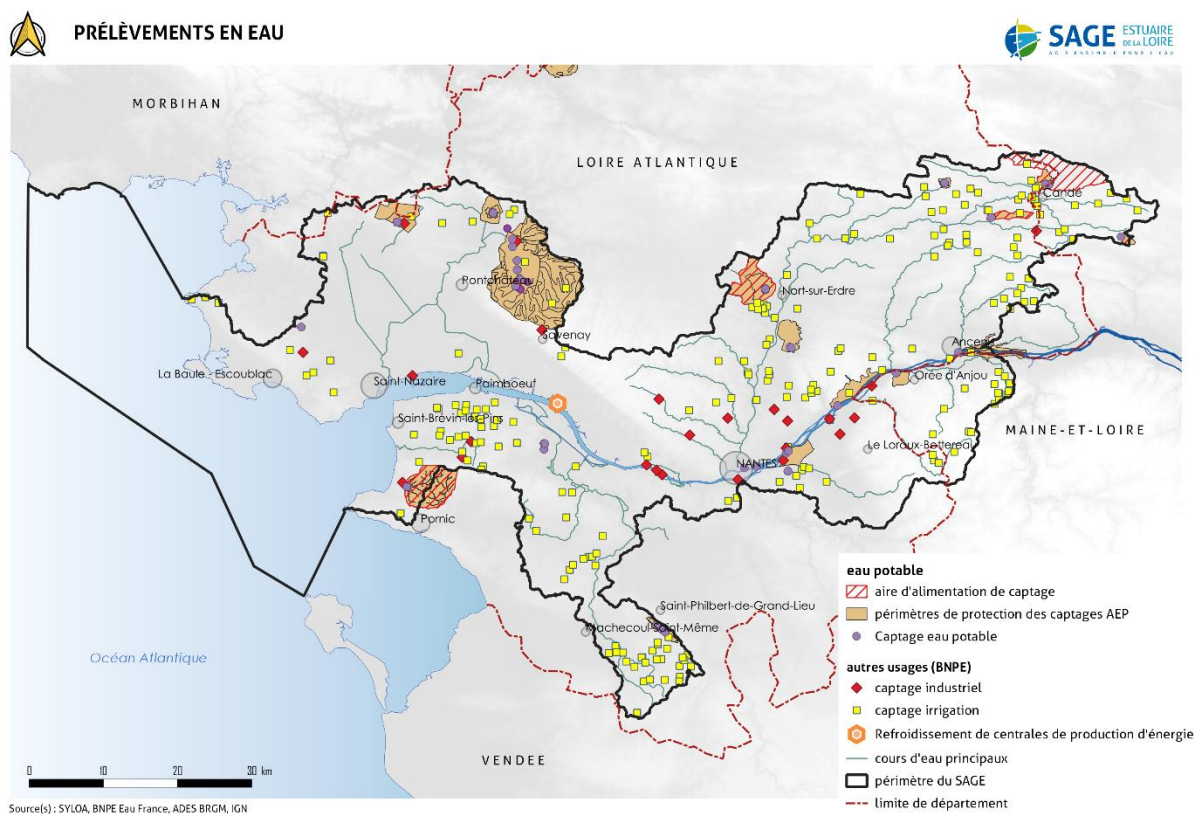 PRÉLÈVEMENTS EN EAU
SAGE ESTUAIRE
DE LA LOIRE
MORBIHAN
LOIRE ATLANTIQUE
Candé
Pontchâteau
Nort-sur-Erdre
Savenay
Ancenis
La Baule - Escoublac
Saint-Nazaire
Paimboeuf
Orée d'Anjou
Saint-Brévin-les-Pins
MAINE-ET-LOIRE
Le Loroux-Bottereau
NANTES
Pornic
Saint-Philbert-de-Grand-Lieu
Machecoul-Saint-Même
Océan Atlantique
VENDEE
eau potable
aire d'alimentation de captage
périmètres de protection des captages AEP
Captage eau potable
autres usages (BNPE)
captage industriel
captage irrigation
Refroidissement de centrales de production d'énergie
cours d'eau principaux
périmètre du SAGE
limite de département
0 10 20 30 km
Source(s) : SYLOA, BNPE Eau France, ADES BRGM, IGN